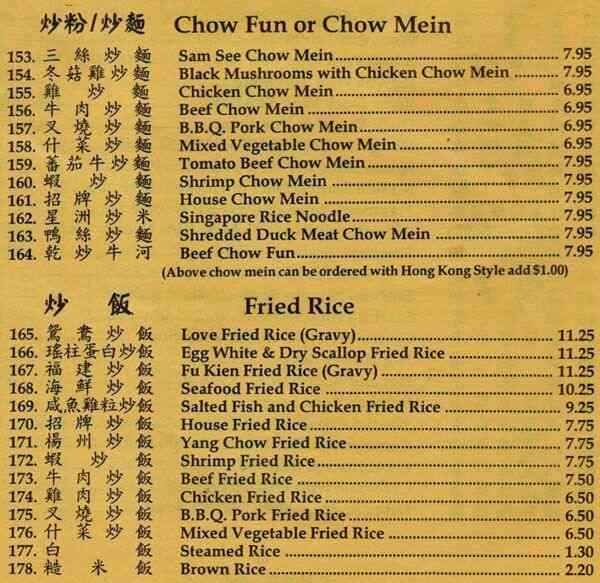 炒粉/炒麵 Chow Fun or Chow Mein
153. 三絲炒麵 Sam See Chow Mein 7.95
154. 冬菇雞炒麵 Black Mushrooms with Chicken Chow Mein 7.95
155. 雞炒麵 Chicken Chow Mein 6.95
156. 牛肉炒麵 Beef Chow Mein 6.95
157. 叉燒炒麵 B.B.Q. Pork Chow Mein 6.95
158. 什菜炒麵 Mixed Vegetable Chow Mein 6.95
159. 蕃茄牛炒麵 Tomato Beef Chow Mein 7.95
160. 蝦炒麵 Shrimp Chow Mein 7.95
161. 招牌炒麵 House Chow Mein 7.95
162. 星洲炒米 Singapore Rice Noodle 7.95
163. 鴨絲炒麵 Shredded Duck Meat Chow Mein 7.95
164. 乾炒牛河 Beef Chow Fun 7.95
(Above chow mein can be ordered with Hong Kong Style add $1.00)
炒飯 Fried Rice
165. 鴛鴦炒飯 Love Fried Rice (Gravy) 11.25
166. 瑤柱蛋白炒飯 Egg White & Dry Scallop Fried Rice 11.25
167. 福建炒飯 Fu Kien Fried Rice (Gravy) 11.25
168. 海鮮炒飯 Seafood Fried Rice 10.25
169. 咸魚雞粒炒飯 Salted Fish and Chicken Fried Rice 9.25
170. 招牌炒飯 House Fried Rice 7.75
171. 楊州炒飯 Yang Chow Fried Rice 7.75
172. 蝦炒飯 Shrimp Fried Rice 7.75
173. 牛肉炒飯 Beef Fried Rice 7.50
174. 雞肉炒飯 Chicken Fried Rice 6.50
175. 叉燒炒飯 B.B.Q. Pork Fried Rice 6.50
176. 什菜炒飯 Mixed Vegetable Fried Rice 6.50
177. 白飯 Steamed Rice 1.30
178. 糙米飯 Brown Rice 2.20